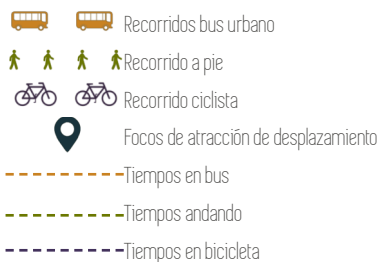 Recorridos bus urbano
Recorrido a pie
Recorrido ciclista
Focos de atracción de desplazamiento
Tiempos en bus
Tiempos andando
Tiempos en bicicleta